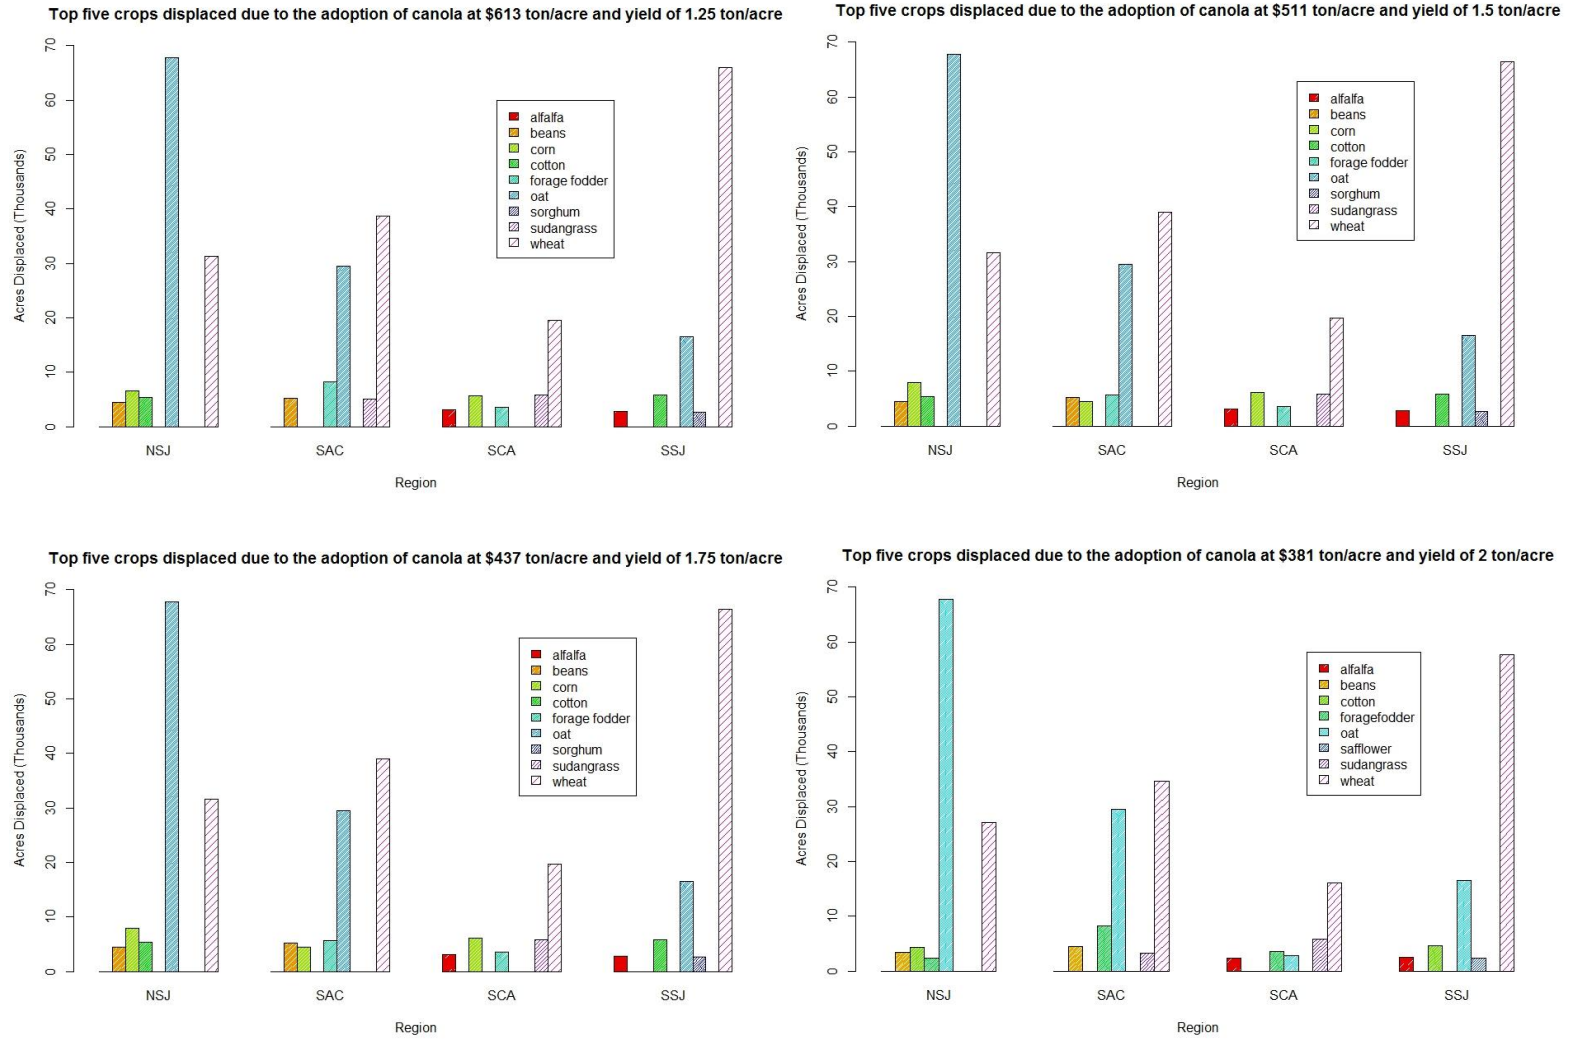 Top five crops displaced due to the adoption of canola at $613 ton/acre and yield of 1.25 ton/acre
Acres Displaced (Thousands)
70
60
50
40
30
20
10
0
alfalfa
beans
corn
cotton
forage fodder
oat
sorghum
sudangrass
wheat
NSJ SAC SCA SSJ
Region
Top five crops displaced due to the adoption of canola at $511 ton/acre and yield of 1.5 ton/acre
Acres Displaced (Thousands)
70
60
50
40
30
20
10
0
alfalfa
beans
corn
cotton
forage fodder
oat
sorghum
sudangrass
wheat
NSJ SAC SCA SSJ
Region
Top five crops displaced due to the adoption of canola at $437 ton/acre and yield of 1.75 ton/acre
Acres Displaced (Thousands)
70
60
50
40
30
20
10
0
alfalfa
beans
corn
cotton
forage fodder
oat
sorghum
sudangrass
wheat
NSJ SAC SCA SSJ
Region
Top five crops displaced due to the adoption of canola at $381 ton/acre and yield of 2 ton/acre
Acres Displaced (Thousands)
70
60
50
40
30
20
10
0
alfalfa
beans
cotton
foragefodder
oat
safflower
sudangrass
wheat
NSJ SAC SCA SSJ
Region